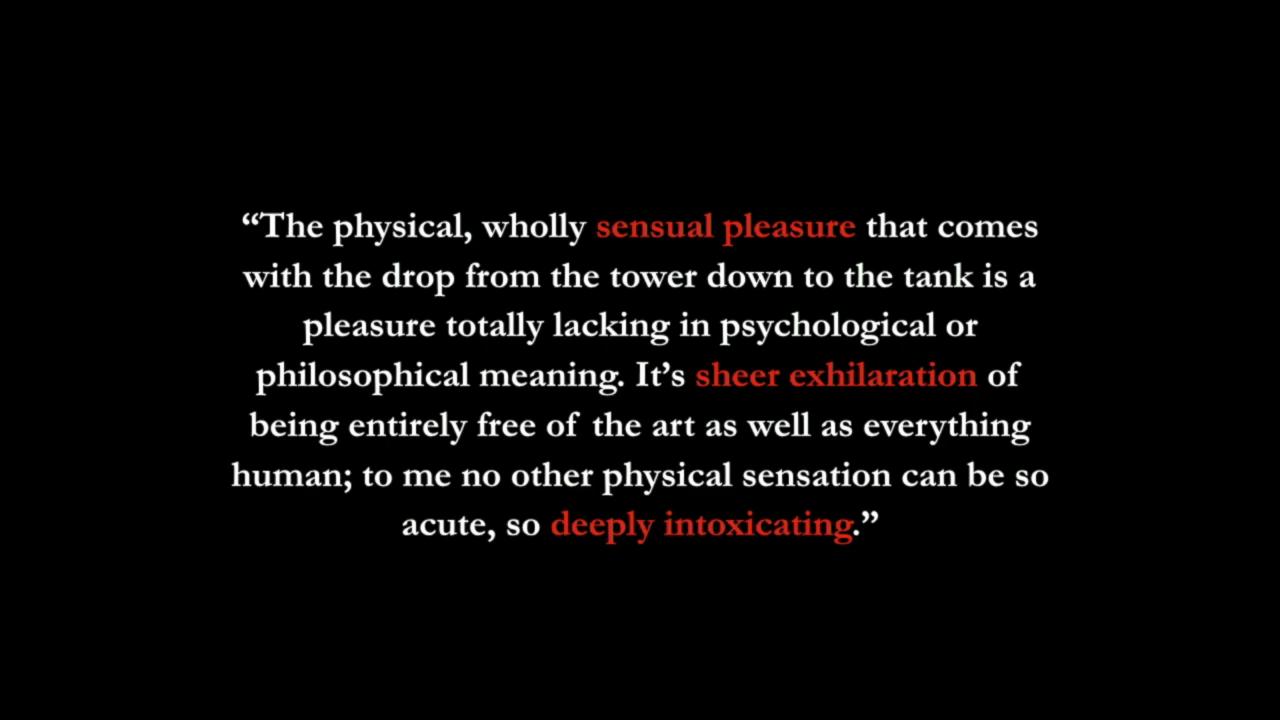 “The physical, wholly sensual pleasure that comes
with the drop from the tower down to the tank is a
pleasure totally lacking in psychological or
philosophical meaning. It’s sheer exhilaration of
being entirely free of the art as well as everything
human; to me no other physical sensation can be so
acute, so deeply intoxicating.”